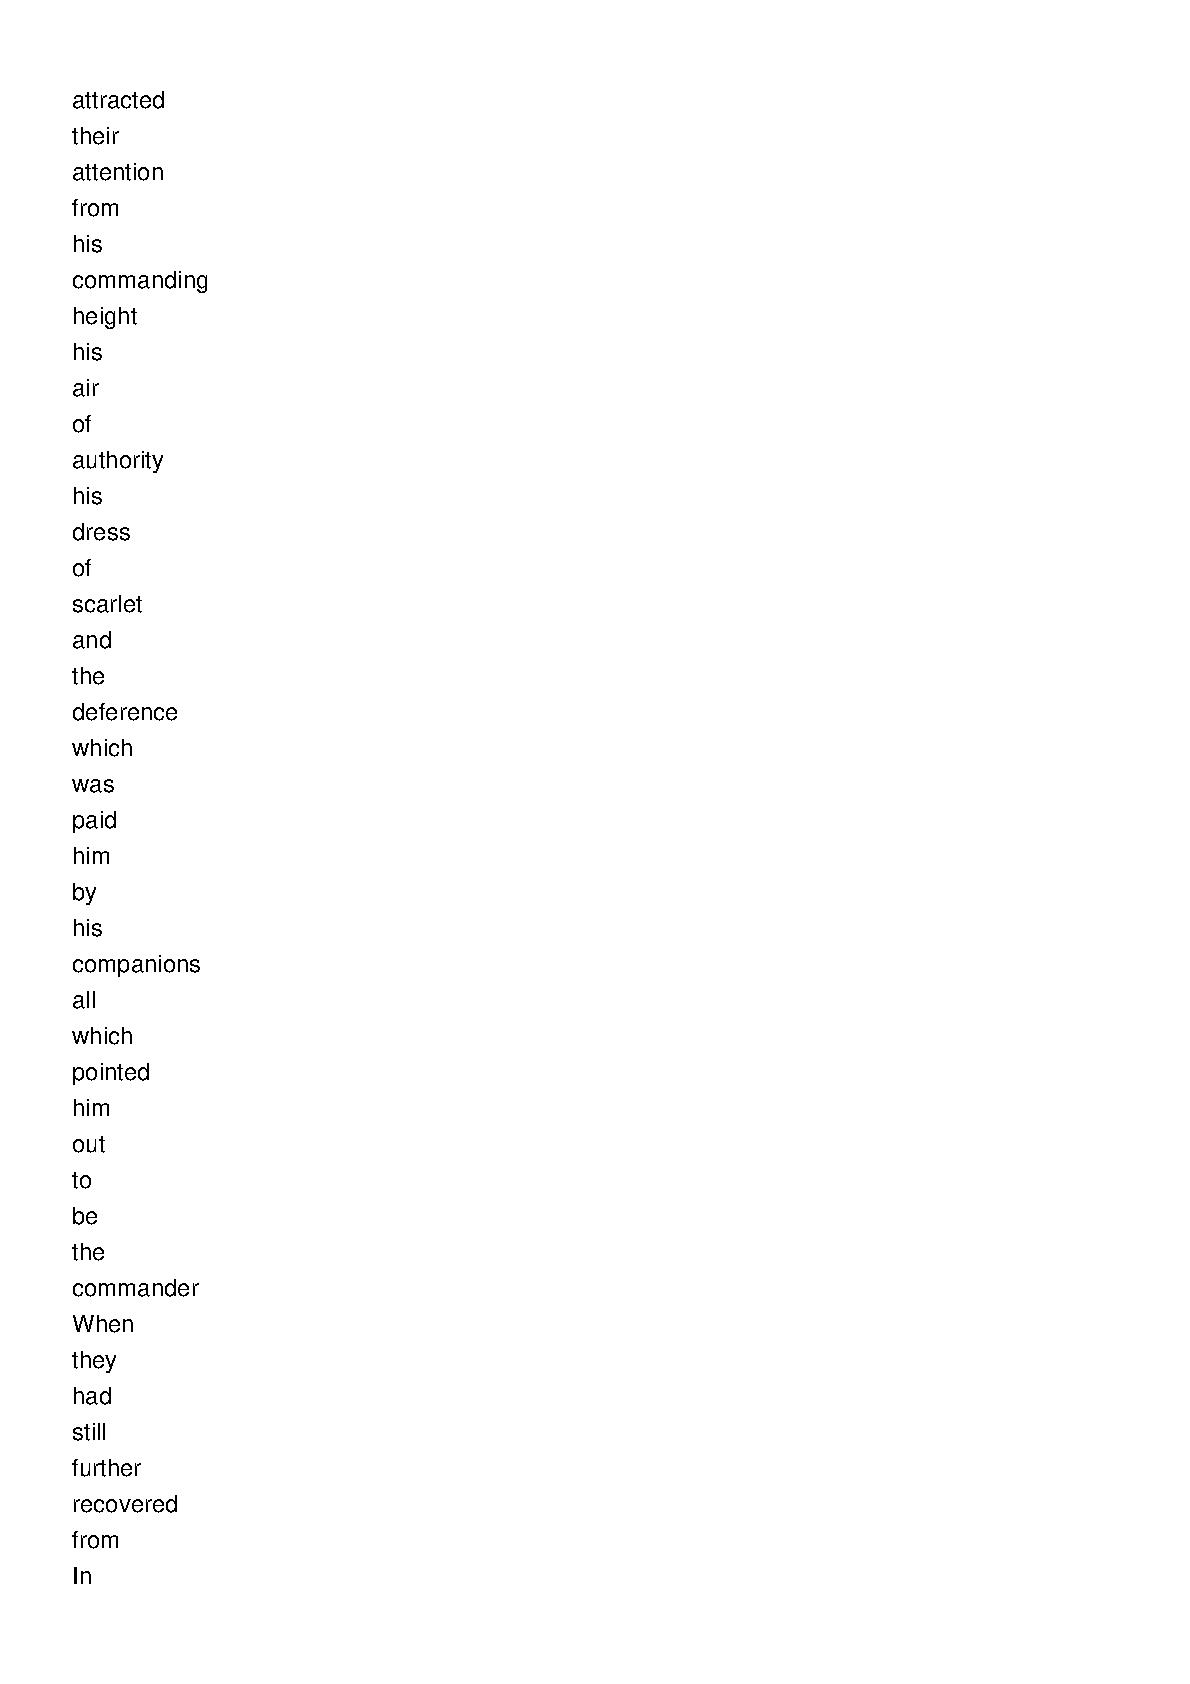 attracted
their
attention
from
his
commanding
height
his
air
of
authority
his
dress
of
scarlet
and
the
deference
which
was
paid
him
by
his
companions
all
which
pointed
him
out
to
be
the
commander
When
they
had
still
further
recovered
from
In